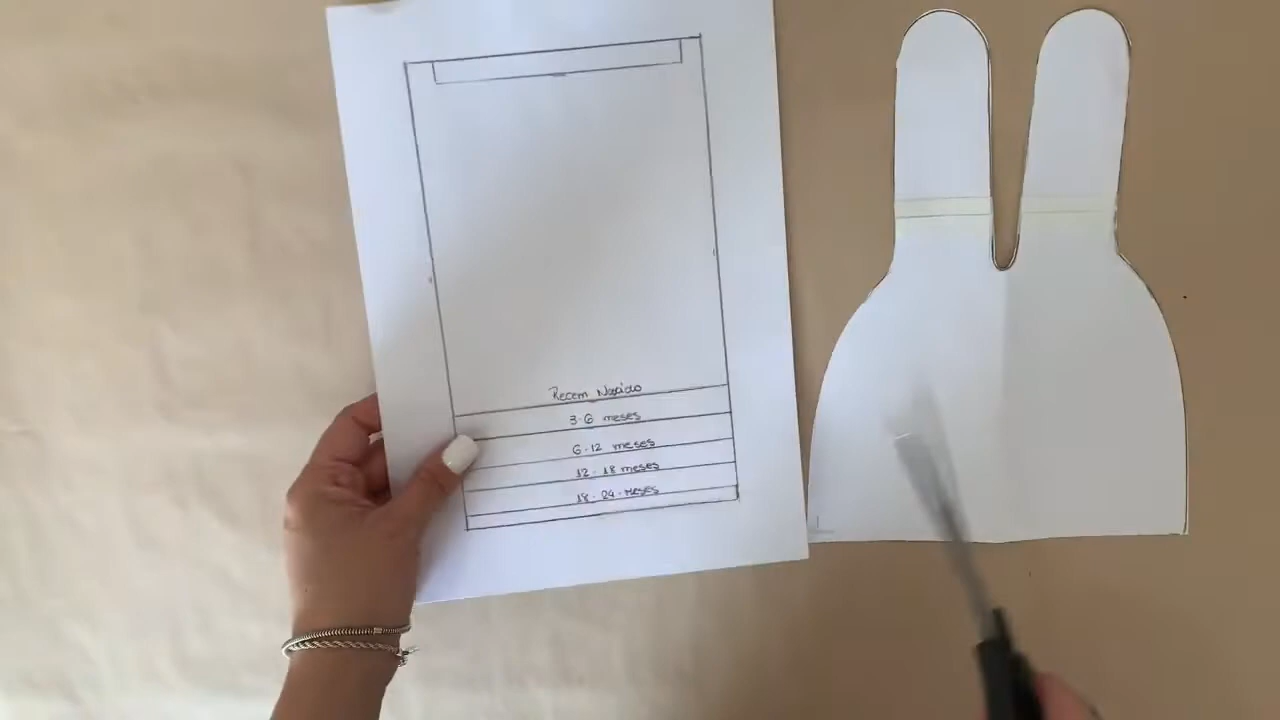 Recem Nascido
3-6 meses
6-12 meses
12-18 meses
18-24-meses